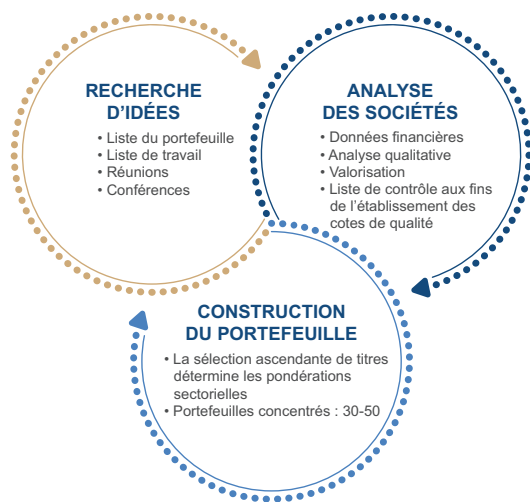 RECHERCHE
D'IDÉES
• Liste du portefeuille
• Liste de travail
• Réunions
• Conférences
ANALYSE
DES SOCIÉTÉS
• Données financières
• Analyse qualitative
• Valorisation
• Liste de contrôle aux fins
de l'établissement des
cotes de qualité
CONSTRUCTION
DU PORTEFEUILLE
• La sélection ascendante de titres
détermine les pondérations
sectorielles
• Portefeuilles concentrés : 30-50